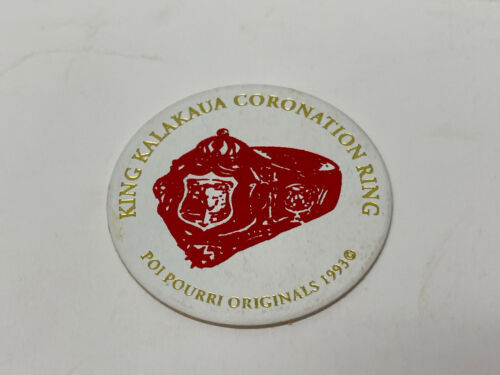 KING KALAKAUA CORONATION RING
POI POURRI ORIGINALS 1993©